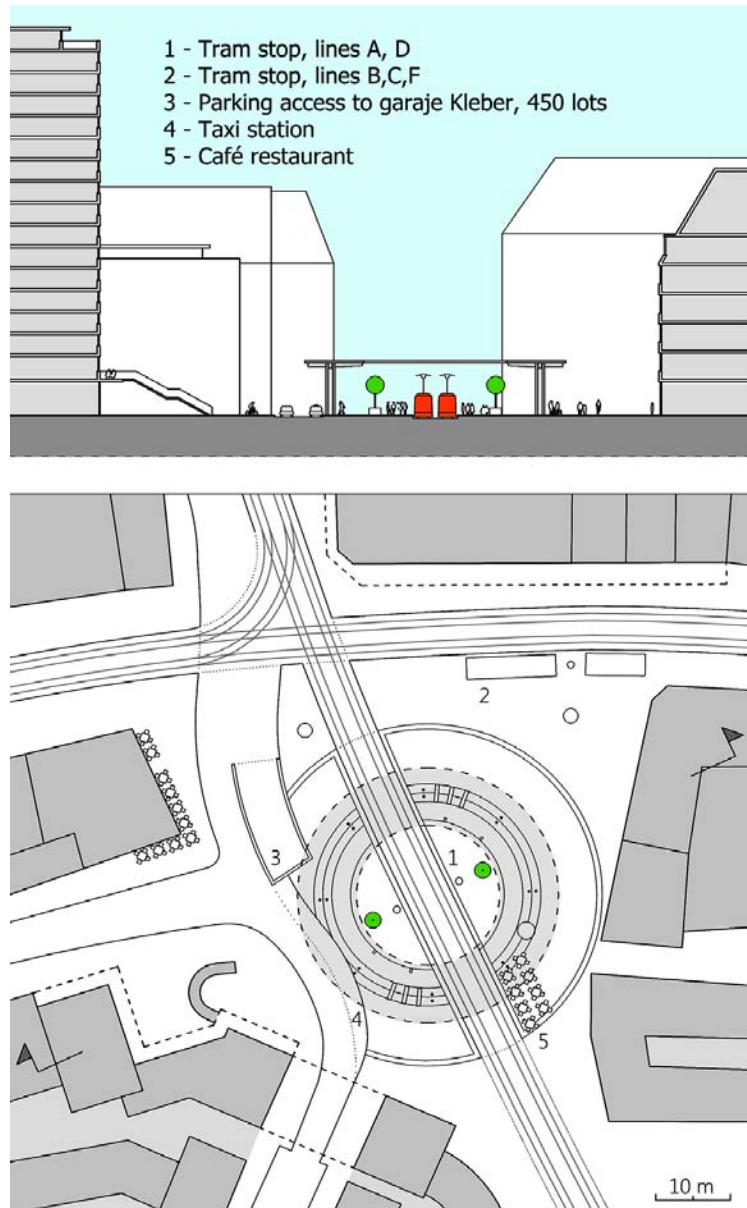 1 - Tram stop, lines A, D
2 - Tram stop, lines B,C,F
3 - Parking access to garaje Kleber, 450 lots
4 - Taxi station
5 - Café restaurant
2
1
3
4
5
10 m